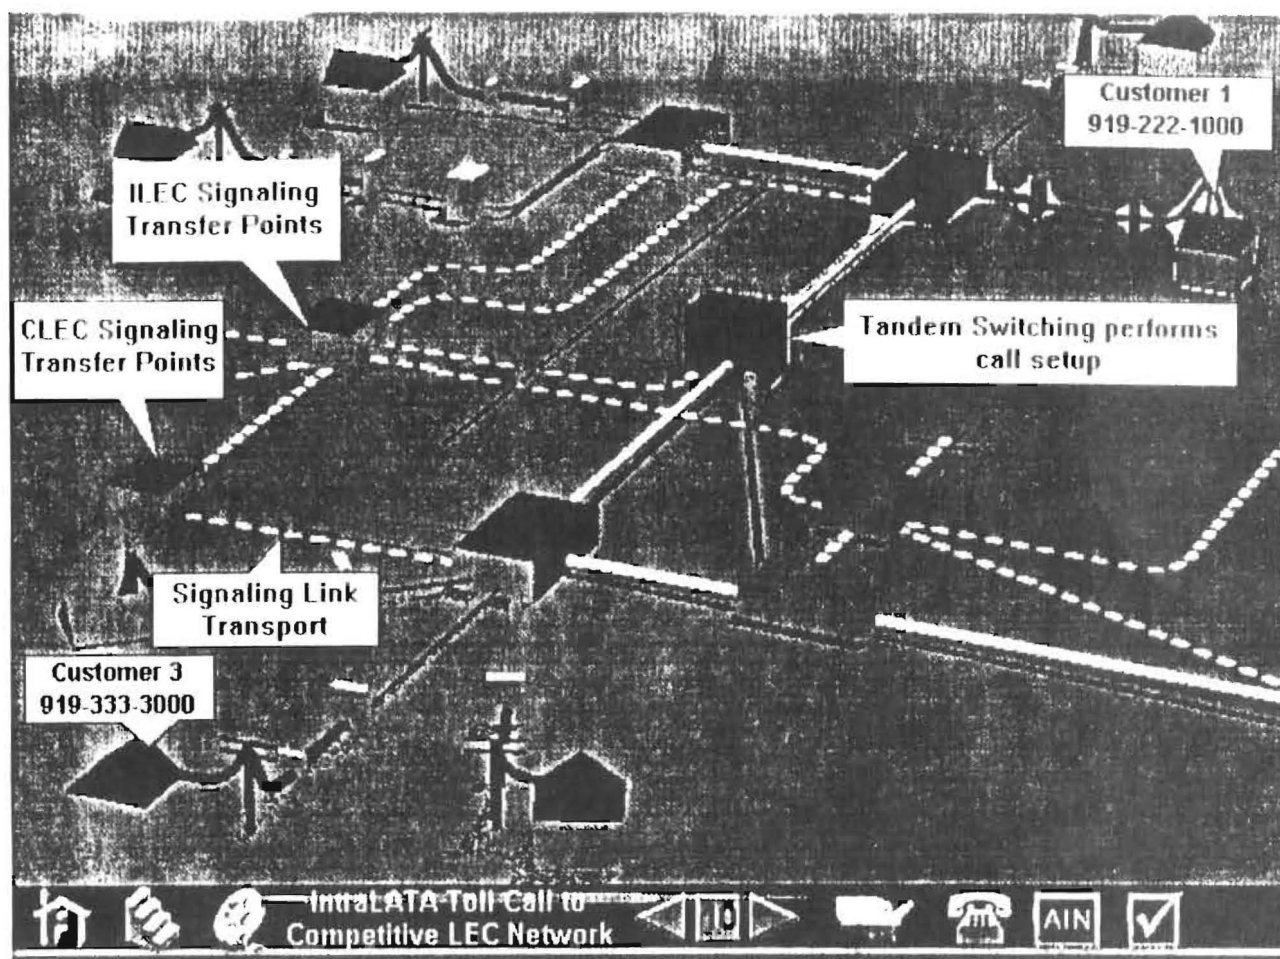 Customer 1
919-222-1000
ILEC Signaling
Transfer Points
CLEC Signaling
Transfer Points
Tandem Switching performs
call setup
Signaling Link
Transport
Customer 3
919-333-3000
IntraLATA Toll Call to
Competitive LEC Network
10
AIN